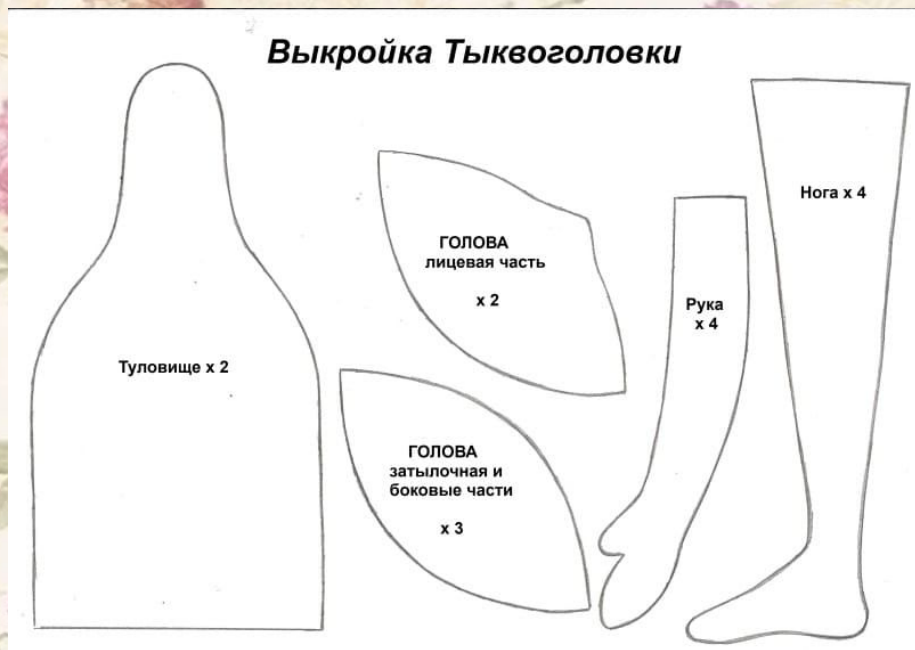 Выкройка Тыквоголовки
Туловище х 2
ГОЛОВА
лицевая часть
х 2
ГОЛОВА
затылочная и
боковые части
х 3
Рука
х 4
Нога х 4